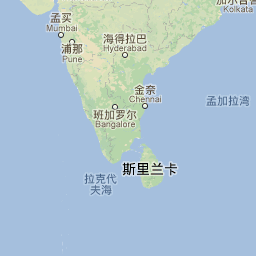 加尔各答
Kolkata
孟买
Mumbai
浦那
Pune
海得拉巴
Hyderabad
金奈
Chennai
孟加拉湾
班加罗尔
Bangalore
斯里兰卡
拉克代
夫海